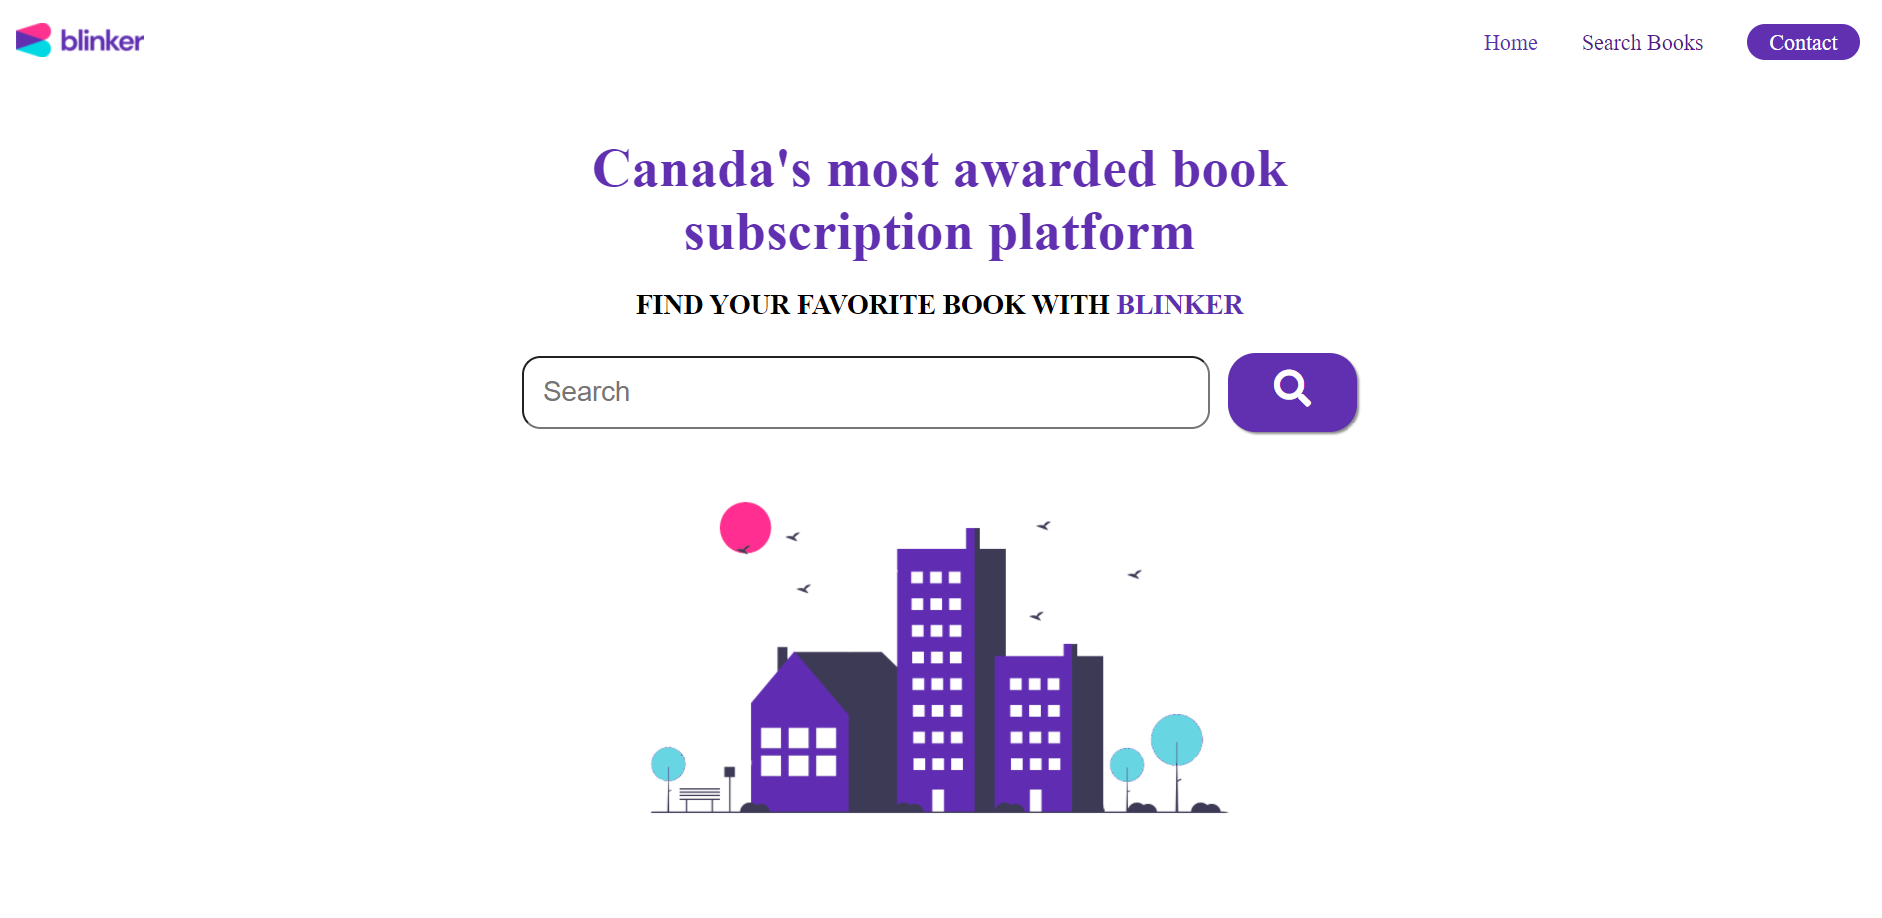 blinker
Home
Search Books
Contact
Canada's most awarded book
subscription platform
FIND YOUR FAVORITE BOOK WITH BLINKER
Search